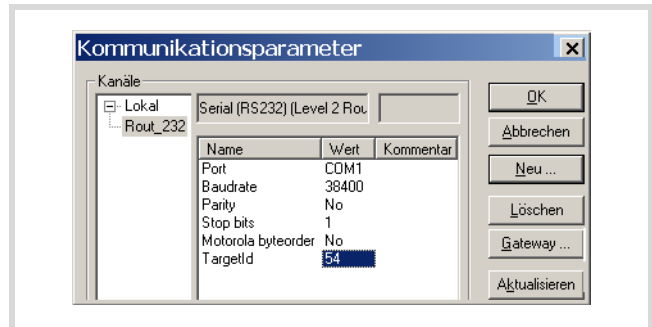 Kommunikationsparameter
Kanäle
Lokal
Rout_232
Serial (RS232) (Level 2 Rou
Name Wert Kommentar
Port COM1
Baudrate 38400
Parity No
Stop bits 1
Motorola byteorder No
TargetId 54
OK
Abbrechen
Neu ...
Löschen
Gateway ...
Aktualisieren